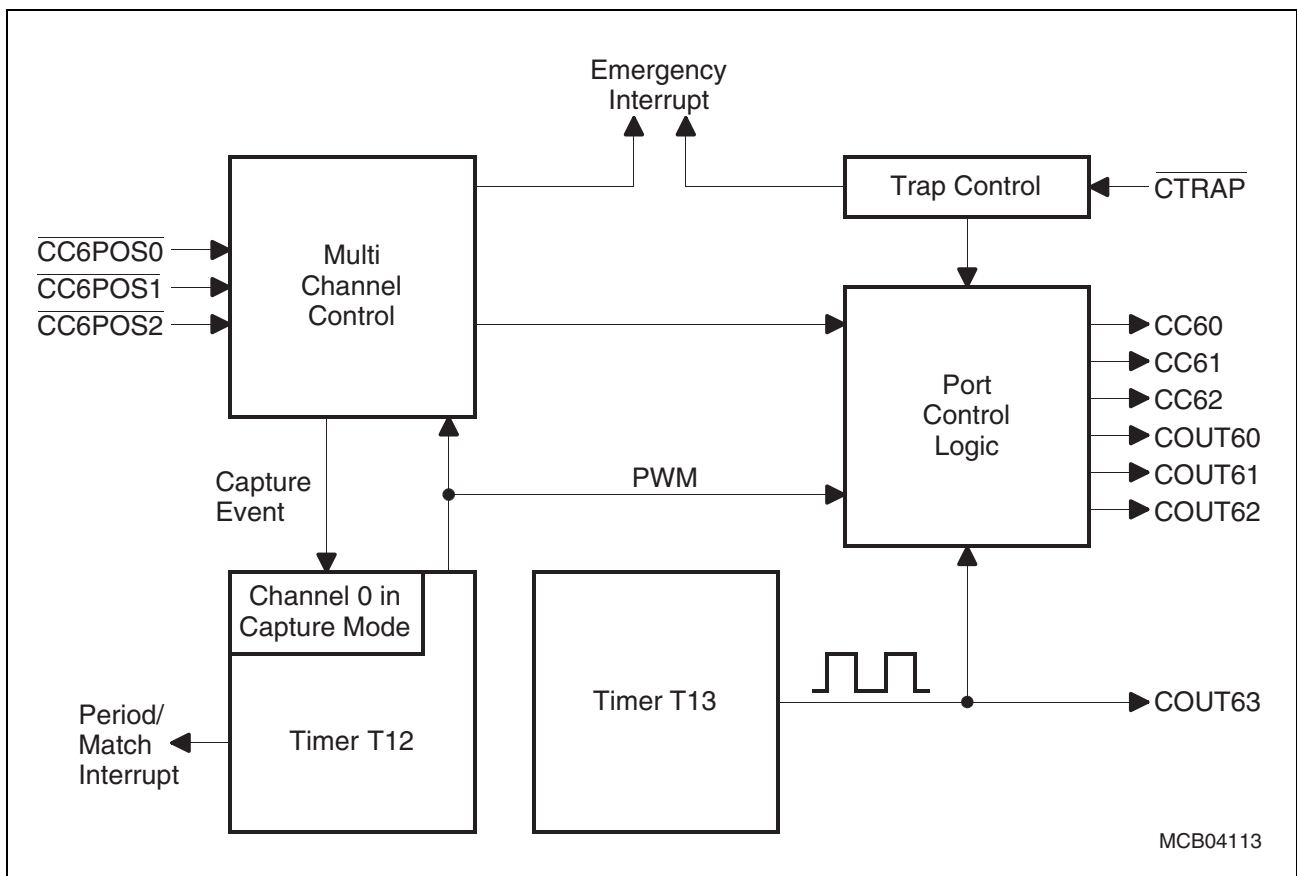 Emergency
Interrupt
Trap Control
CTRAP
CC6POS0
CC6POS1
CC6POS2
Multi
Channel
Control
CC60
CC61
CC62
COUT60
COUT61
COUT62
Port
Control
Logic
Capture
Event
PWM
Channel 0 in
Capture Mode
Timer T12
Timer T13
COUT63
Period/
Match
Interrupt
MCB04113